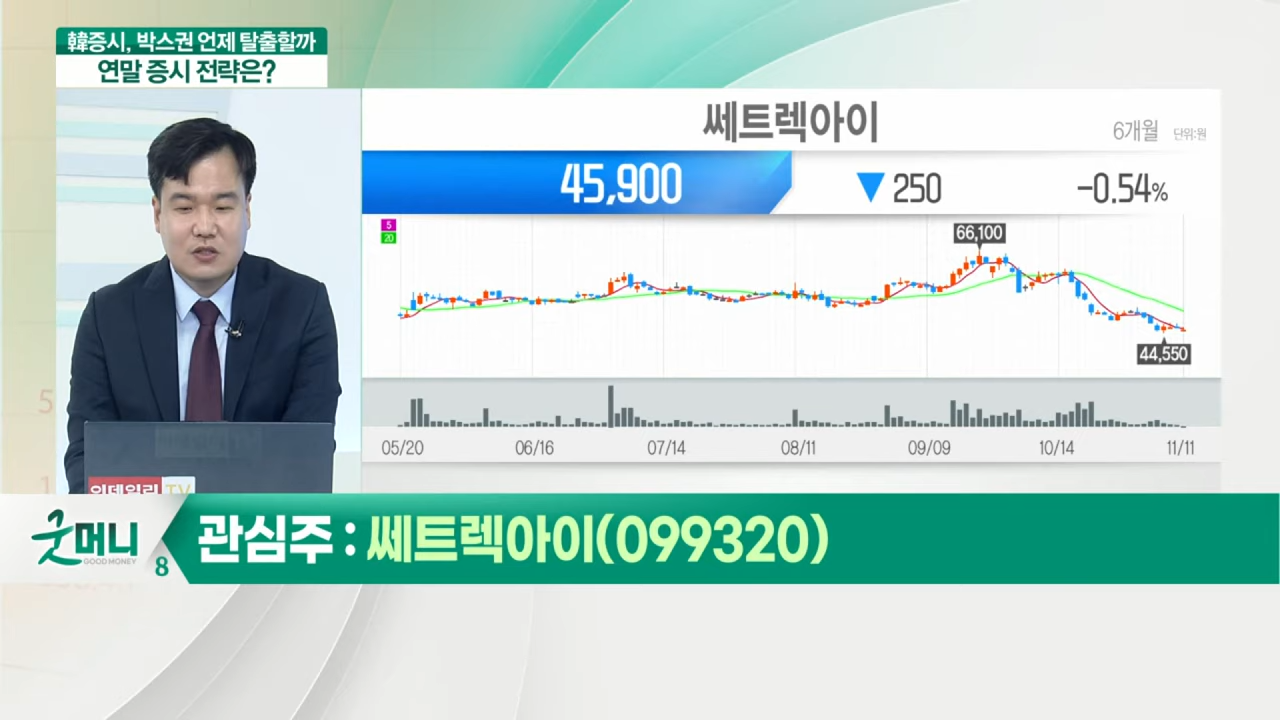 韓증시, 박스권 언제 탈출할까
연말 증시 전략은?
쎄트렉아이
6개월 단위:원
45,900 ▼ 250 -0.54%
5
20
66,100
44,550
05/20 06/16 07/14 08/11 09/09 10/14 11/11
이데일리 TV
굿머니
GOOD MONEY
8
관심주 : 쎄트렉아이(099320)